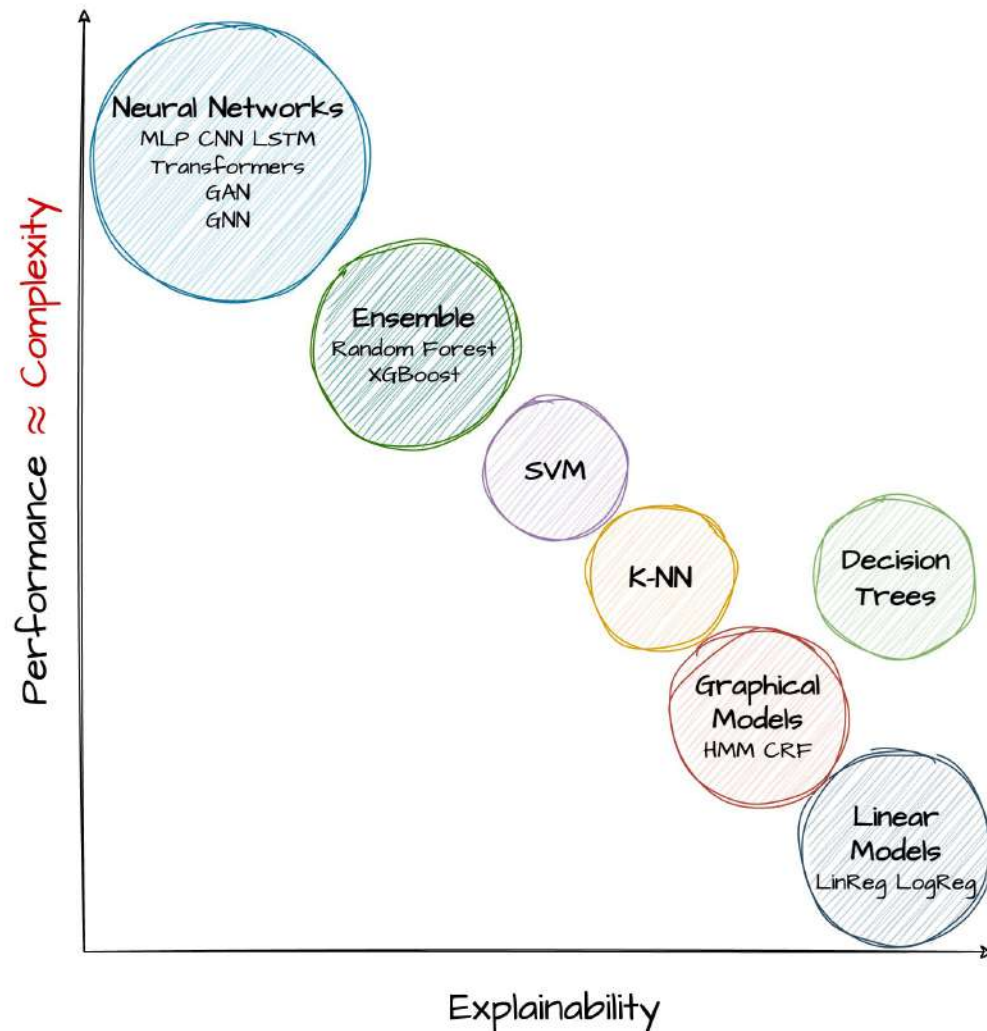 Neural Networks
MLP CNN LSTM
Transformers
GAN
GNN
Ensemble
Random Forest
XGBoost
SVM
K-NN
Decision
Trees
Graphical
Models
HMM CRF
Linear
Models
LinReg LogReg
Performance ≈ Complexity
Explainability